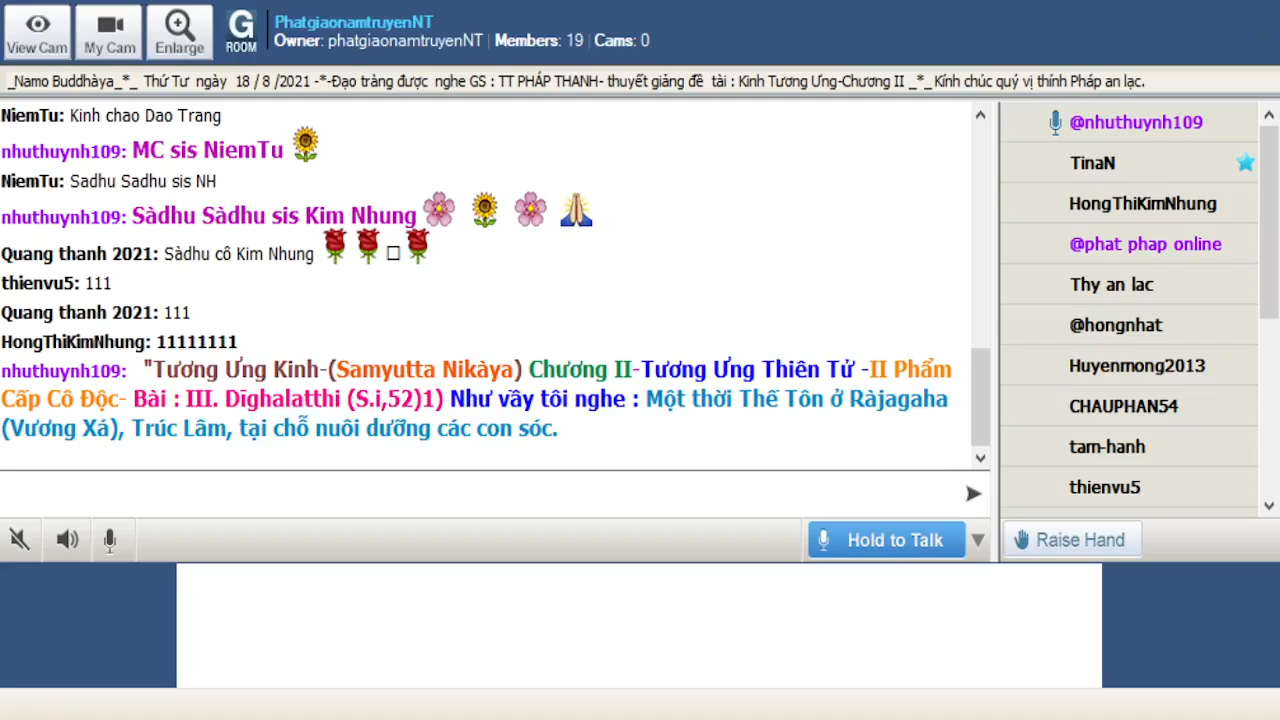 PhatgiaonamtruyenNT
Owner: phatgiaonamtruyenNT | Members: 19 | Cams: 0
View Cam
My Cam
Enlarge
G
ROOM
_Namo Buddhàya_*_ Thứ Tư ngày 18 / 8 /2021 -*-Đạo tràng được nghe GS : TT PHÁP THANH- thuyết giảng đề tài : Kinh Tương Ưng-Chương II _*_Kính chúc quý vị thính Pháp an lạc.
NiemTu: Kinh chao Dao Trang
nhuthuynh109: MC sis NiemTu
NiemTu: Sadhu Sadhu sis NH
nhuthuynh109: Sàdhu Sàdhu sis Kim Nhung
Quang thanh 2021: Sàdhu cô Kim Nhung
thienvu5: 111
Quang thanh 2021: 111
HongThiKimNhung: 11111111
nhuthuynh109: "Tương Ưng Kinh-(Samyutta Nikàya) Chương II-Tương Ưng Thiên Tử -II Phẩm
Cấp Cô Độc- Bài : III. Dighalatthi (S.i,52)1) Như vầy tôi nghe : Một thời Thế Tôn ở Ràjagaha
(Vương Xá), Trúc Lâm, tại chỗ nuôi dưỡng các con sóc.
@nhuthuynh109
TinaN
HongThiKimNhung
@phat phap online
Thy an lac
@hongnhat
Huyenmong2013
CHAUPHAN54
tam-hanh
thienvu5
Hold to Talk
Raise Hand